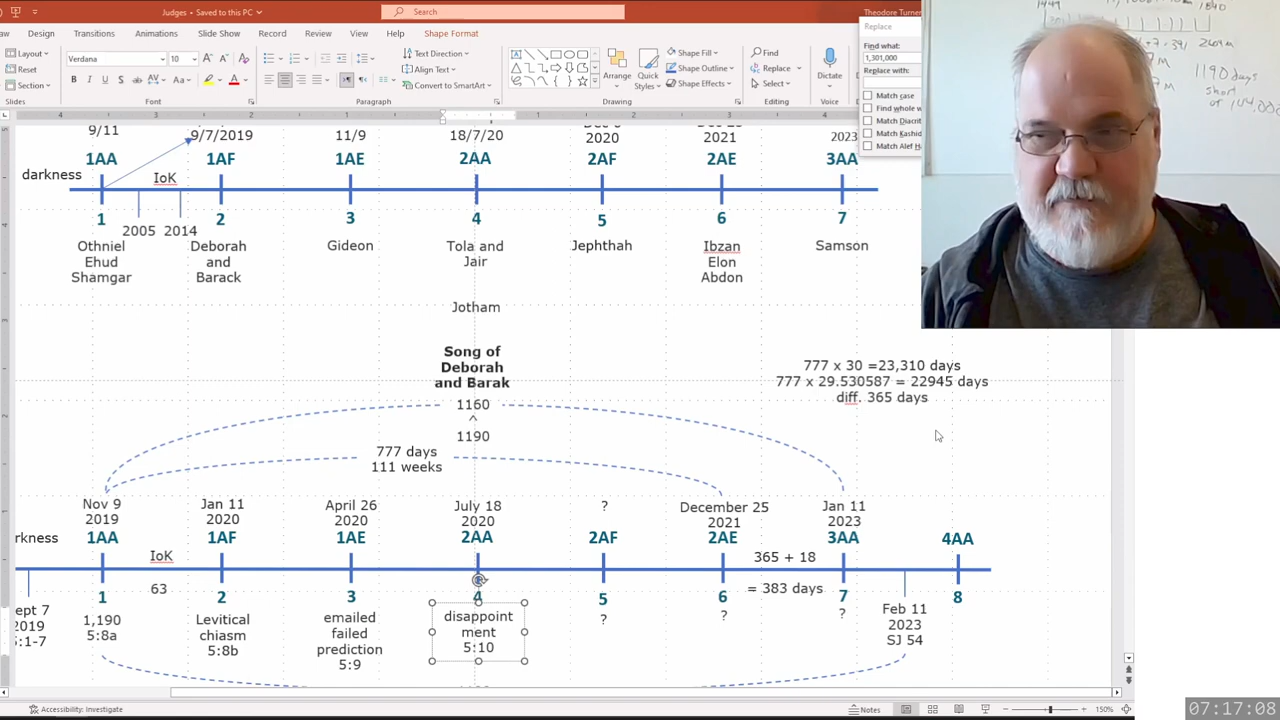 Judges • Saved to this PC
Search
Theodore Turner
Design Transitions Animations Slide Show Record Review View Help Shape Format
Layout
Reset
Section
Slides
Verdana 10
Font
Text Direction
Align Text
Convert to SmartArt
Paragraph
Arrange
Quick
Styles
Shape Fill
Shape Outline
Shape Effects
Drawing
Find
Replace
Select
Editing
Dictate
Voice
Replace
Find what:
1,301,000
Replace with:
Match case
Find whole w
Match Diacrit
Match Kashid
Match Alef H
1190 days
short
9/11 9/7/2019 11/9 18/7/20 2020 2021 2023
1AA 1AF 1AE 2AA 2AF 2AE 3AA
darkness IoK
1 2 3 4 5 6 7
2005 2014
Othniel
Ehud
Shamgar
Deborah
and
Barack
Gideon
Tola and
Jair
Jephthah
Ibzan
Elon
Abdon
Samson
Jotham
Song of
Deborah
and Barak
1160
^
1190
777 x 30 =23,310 days
777 x 29.530587 = 22945 days
diff. 365 days
777 days
111 weeks
Nov 9
2019
Jan 11
2020
April 26
2020
July 18
2020
?
December 25
2021
Jan 11
2023
rkness 1AA 1AF 1AE 2AA 2AF 2AE 3AA 4AA
IoK
365 + 18
63
= 383 days
1 2 3 4 5 6 7 8
ept 7
2019
:1-7
1,190
5:8a
Levitical
chiasm
5:8b
emailed
failed
prediction
5:9
disappoint
ment
5:10
?
?
?
Feb 11
2023
SJ 54
Accessibility: Investigate
Notes
150%
07:17:08